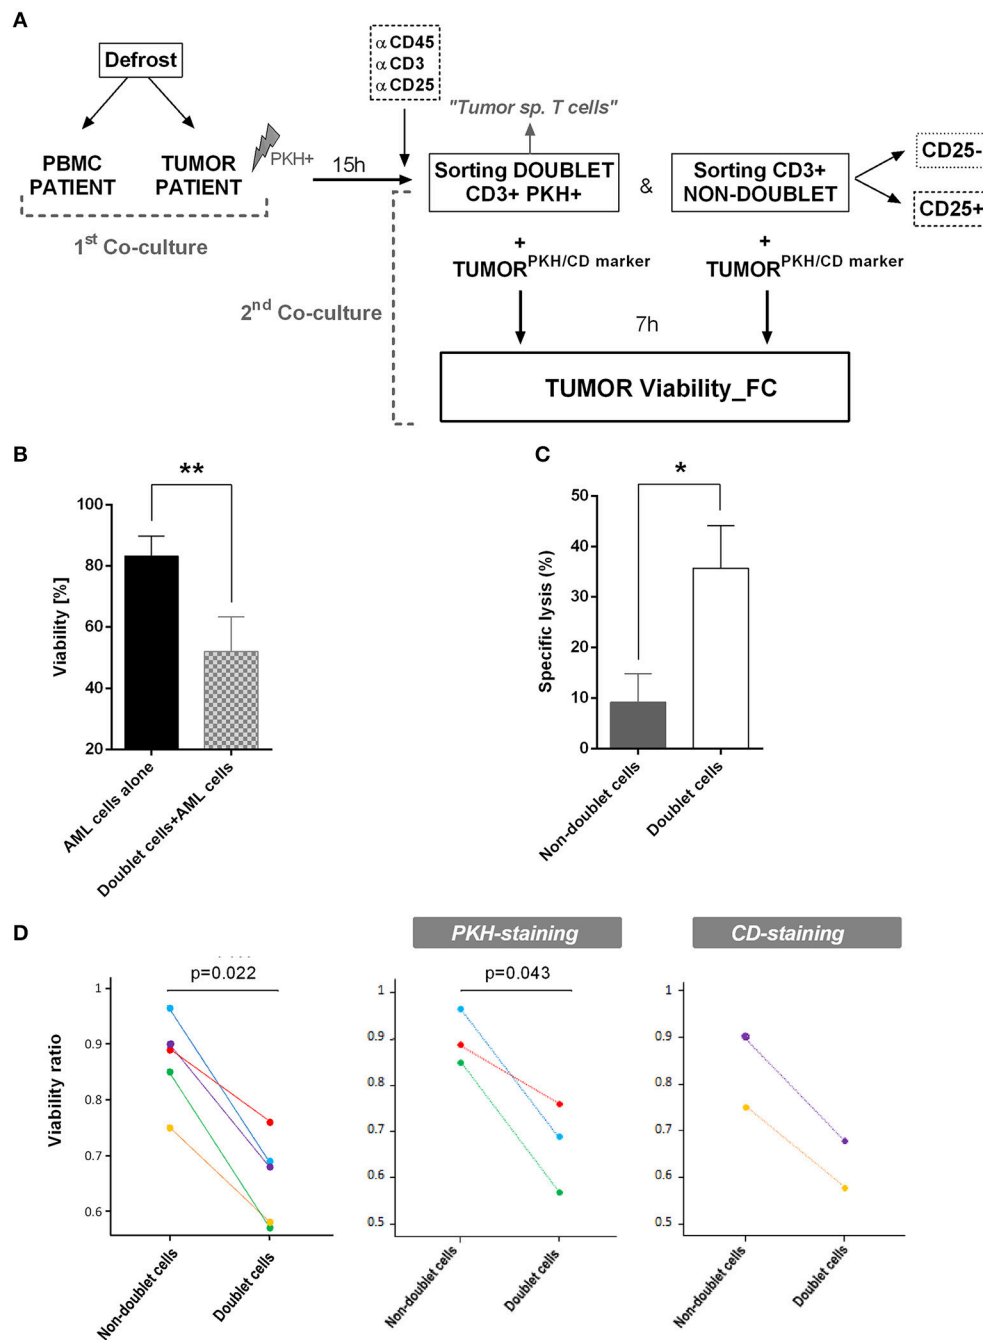 A
Defrost
PBMC
PATIENT
TUMOR
PATIENT
PKH+
1st Co-culture
15h
α CD45
α CD3
α CD25
"Tumor sp. T cells"
Sorting DOUBLET
CD3+ PKH+
&
Sorting CD3+
NON-DOUBLET
CD25-
CD25+
+
TUMORPKH/CD marker
+
TUMORPKH/CD marker
2nd Co-culture
7h
TUMOR Viability_FC
B
**
Viability [%]
100
80
60
40
20
AML cells alone
Doublet cells+AML cells
C
*
Specific lysis (%)
50
40
30
20
10
0
Non-doublet cells
Doublet cells
D
p=0.022
Viability ratio
1
0.9
0.8
0.7
0.6
Non-doublet cells
Doublet cells
PKH-staining
p=0.043
1
0.9
0.8
0.7
0.6
0.5
Non-doublet cells
Doublet cells
CD-staining
1
0.9
0.8
0.7
0.6
0.5
Non-doublet cells
Doublet cells